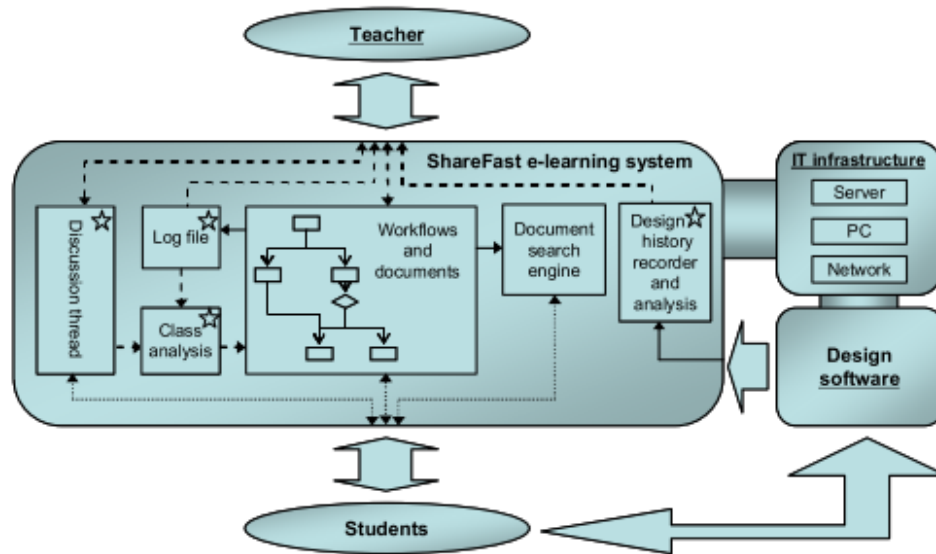 Teacher
ShareFast e-learning system
IT infrastructure
Server
PC
Network
Discussion thread
Log file
Class
analysis
Workflows
and
documents
Document
search
engine
Design
history
recorder
and
analysis
Design
software
Students